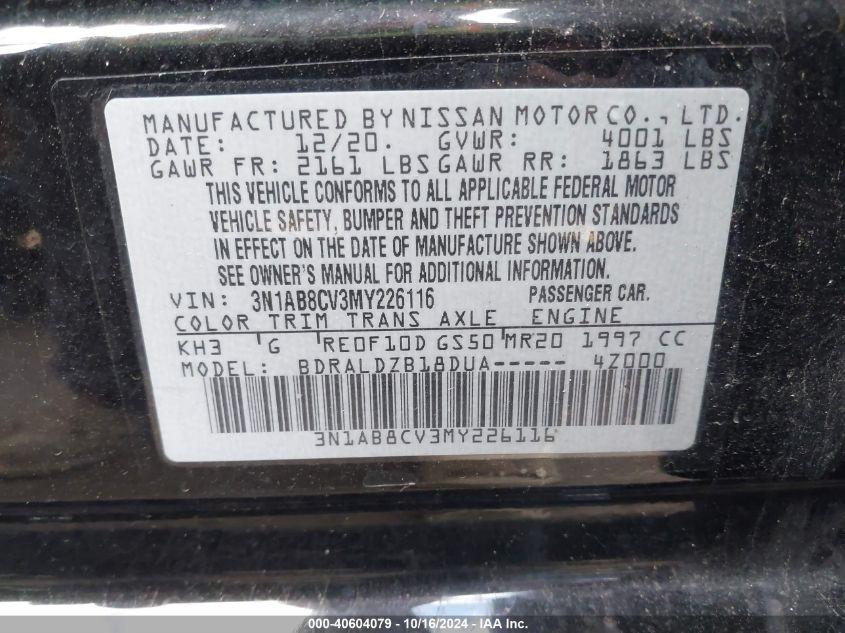 MANUFACTURED BY NISSAN MOTOR CO., LTD.
DATE: 12/20. GVWR: 4001 LBS
GAWR FR: 2161 LBS GAWR RR: 1863 LBS
THIS VEHICLE CONFORMS TO ALL APPLICABLE FEDERAL MOTOR
VEHICLE SAFETY, BUMPER AND THEFT PREVENTION STANDARDS
IN EFFECT ON THE DATE OF MANUFACTURE SHOWN ABOVE.
SEE OWNER'S MANUAL FOR ADDITIONAL INFORMATION.
VIN: 3N1AB8CV3MY226116 PASSENGER CAR.
COLOR TRIM TRANS AXLE ENGINE
KH3 G RE0F10D GS50 MR20 1997 CC
MODEL: BDRALDZB18DUA----- 4Z000
3N1AB8CV3MY226116
000-40604079 - 10/16/2024 - IAA Inc.